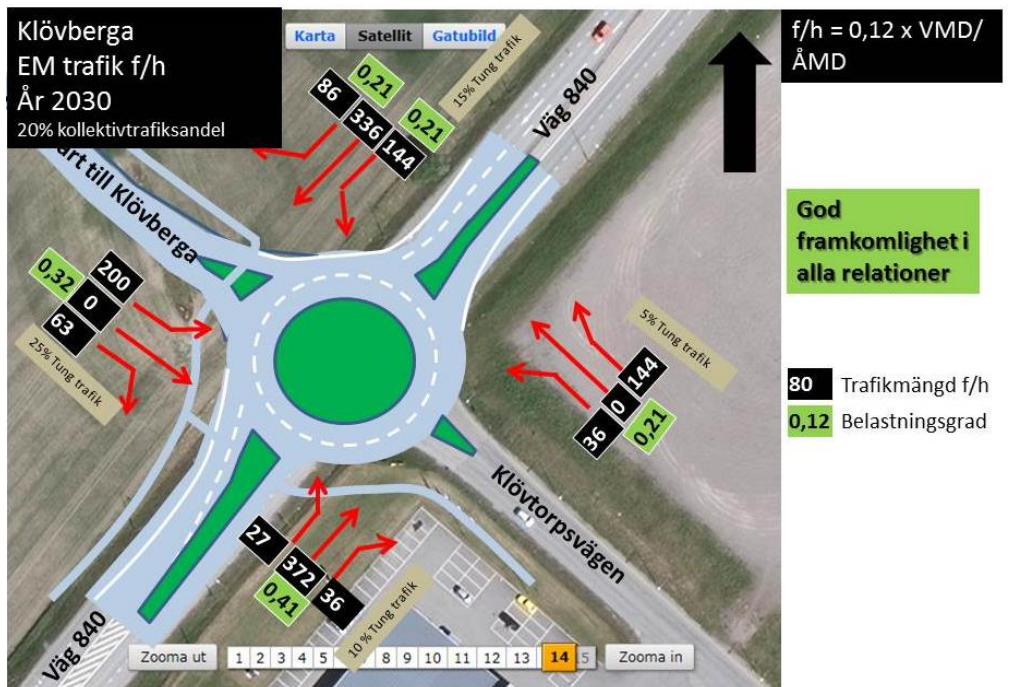 Klövberga
EM trafik f/h
År 2030
20% kollektivtrafiksandel
Karta Satellit Gatubild
f/h = 0,12 x VMD/
ÅMD
15% Tung trafik
Väg 840
0,21
0,21
86 336 144
art till Klövberga
God
framkomlighet i
alla relationer
0,32
200
0
63
25% Tung trafik
5% Tung trafik
36 0 144
0,21
80 Trafikmängd f/h
0,12 Belastningsgrad
Klövtorpsvägen
27 372 36
0,41
10 % Tung trafik
Väg 840
Zooma ut 1 2 3 4 5 8 9 10 11 12 13 14 15 Zooma in